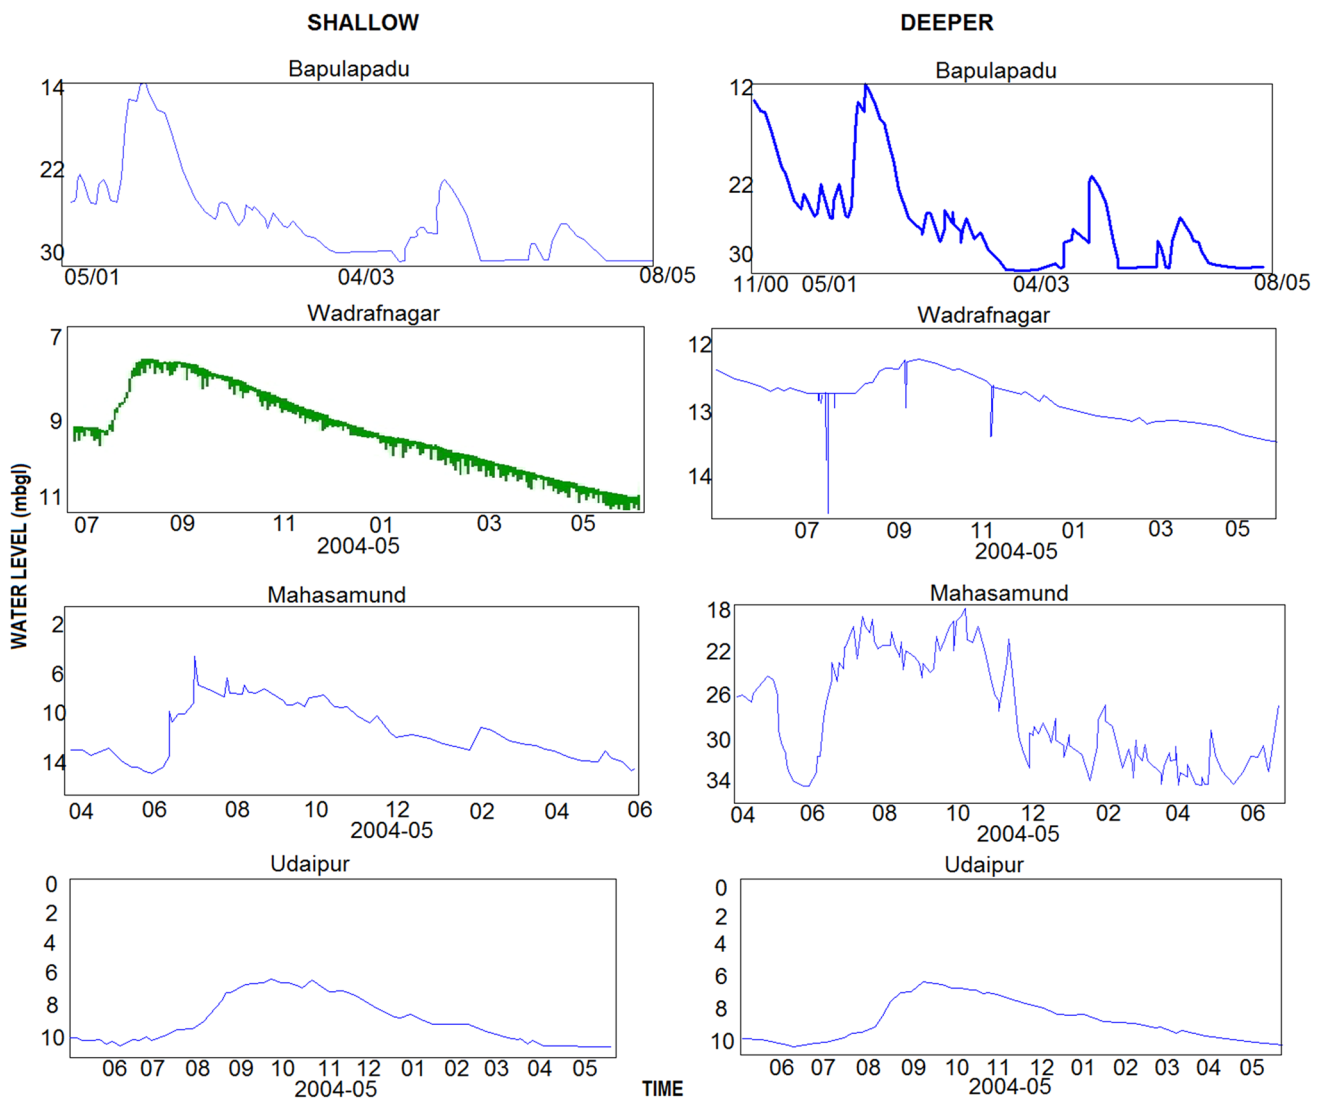 SHALLOW
DEEPER
WATER LEVEL (mbgl)
Bapulapadu
14
22
30
05/01 04/03 08/05
Bapulapadu
12
22
30
11/00 05/01 04/03 08/05
Wadrafnagar
7
9
11
07 09 11 01 03 05
2004-05
Wadrafnagar
12
13
14
07 09 11 01 03 05
2004-05
Mahasamund
2
6
10
14
04 06 08 10 12 02 04 06
2004-05
Mahasamund
18
22
26
30
34
04 06 08 10 12 02 04 06
2004-05
Udaipur
0
2
4
6
8
10
06 07 08 09 10 11 12 01 02 03 04 05
2004-05
Udaipur
0
2
4
6
8
10
06 07 08 09 10 11 12 01 02 03 04 05
2004-05
TIME